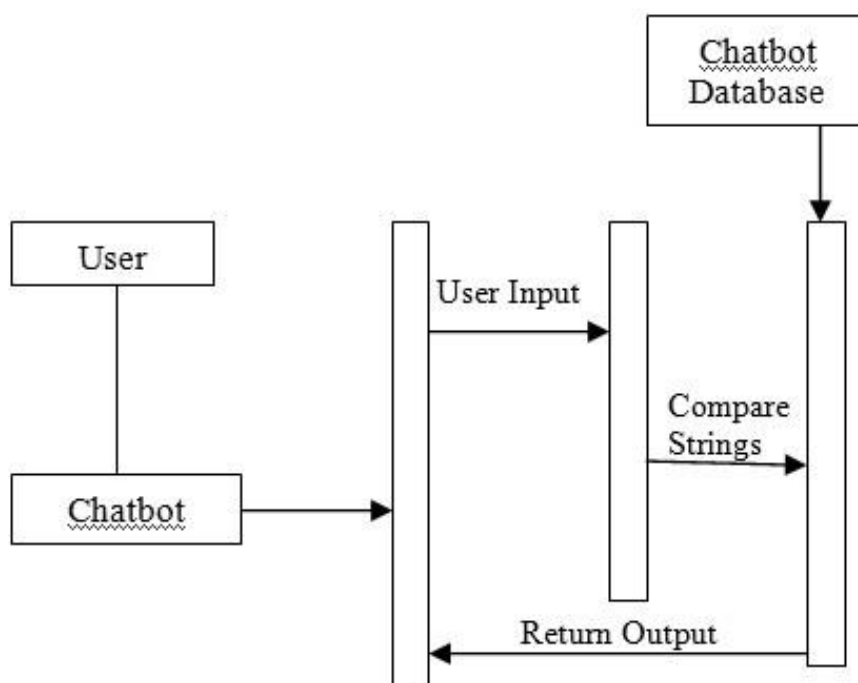 Chatbot
Database
User
User Input
Compare
Strings
Chatbot
Return Output